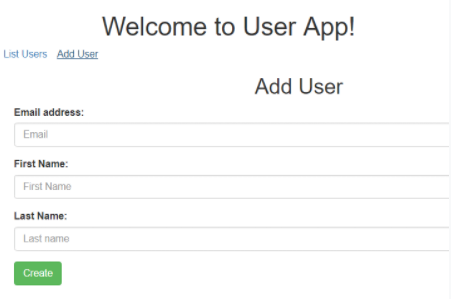 Welcome to User App!
List Users Add User
Add User
Email address:
Email
First Name:
First Name
Last Name:
Last name
Create